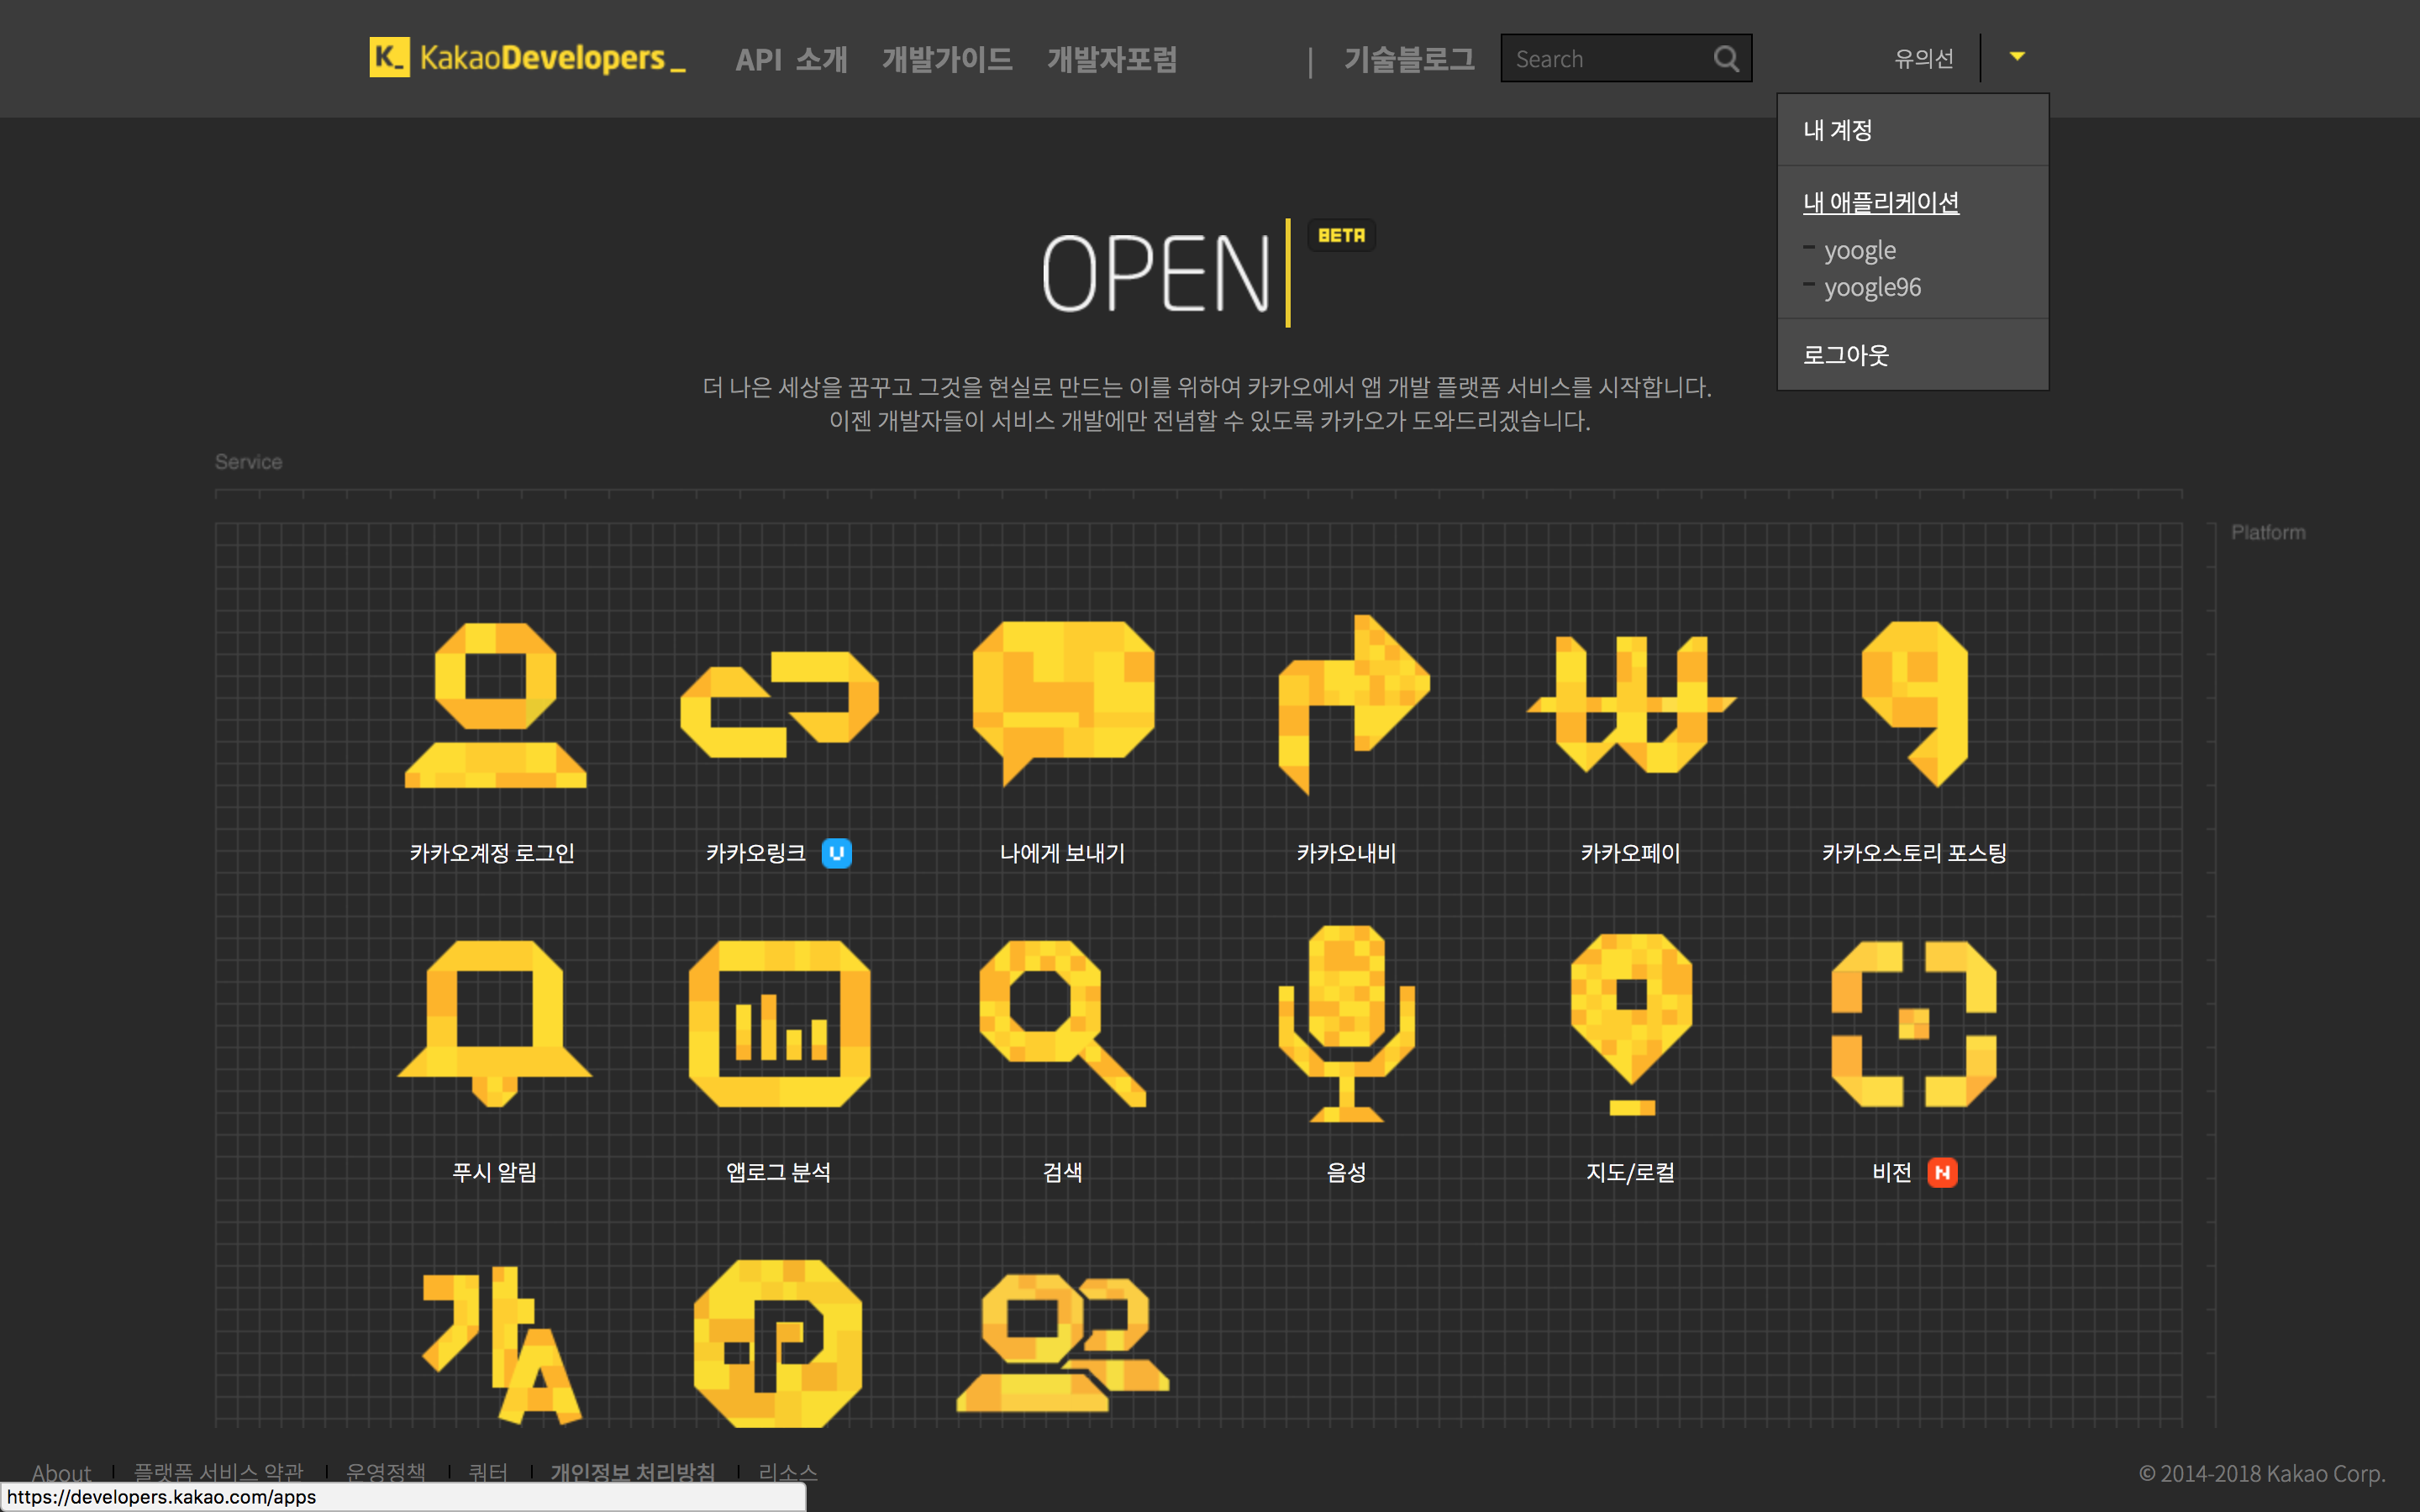 K_ KakaoDevelopers_ API 소개 개발가이드 개발자포럼 | 기술블로그 Search 유의선
내 계정
내 애플리케이션
- yoogle
- yoogle96
로그아웃
OPEN BETA
더 나은 세상을 꿈꾸고 그것을 현실로 만드는 이를 위하여 카카오에서 앱 개발 플랫폼 서비스를 시작합니다.
이젠 개발자들이 서비스 개발에만 전념할 수 있도록 카카오가 도와드리겠습니다.
Service
Platform
카카오계정 로그인 카카오링크 U 나에게 보내기 카카오내비 카카오페이 카카오스토리 포스팅
푸시 알림 앱로그 분석 검색 음성 지도/로컬 비전 N
가A P
About 플랫폼 서비스 약관 운영정책 쿼터 개인정보 처리방침 리소스 © 2014-2018 Kakao Corp.
https://developers.kakao.com/apps